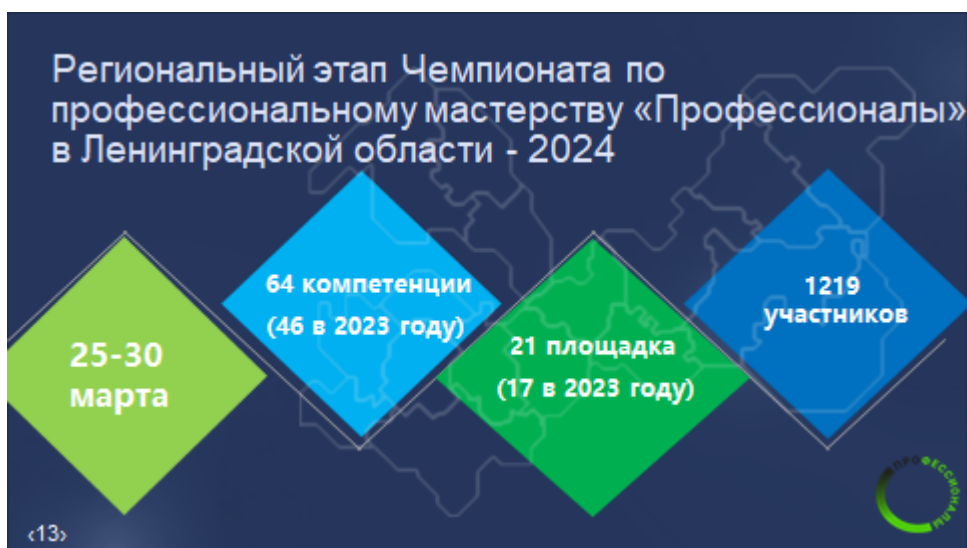 Региональный этап Чемпионата по
профессиональному мастерству «Профессионалы»
в Ленинградской области - 2024
25-30
марта
64 компетенции
(46 в 2023 году)
21 площадка
(17 в 2023 году)
1219
участников
ПРОФЕССИОНАЛЫ
‹13›